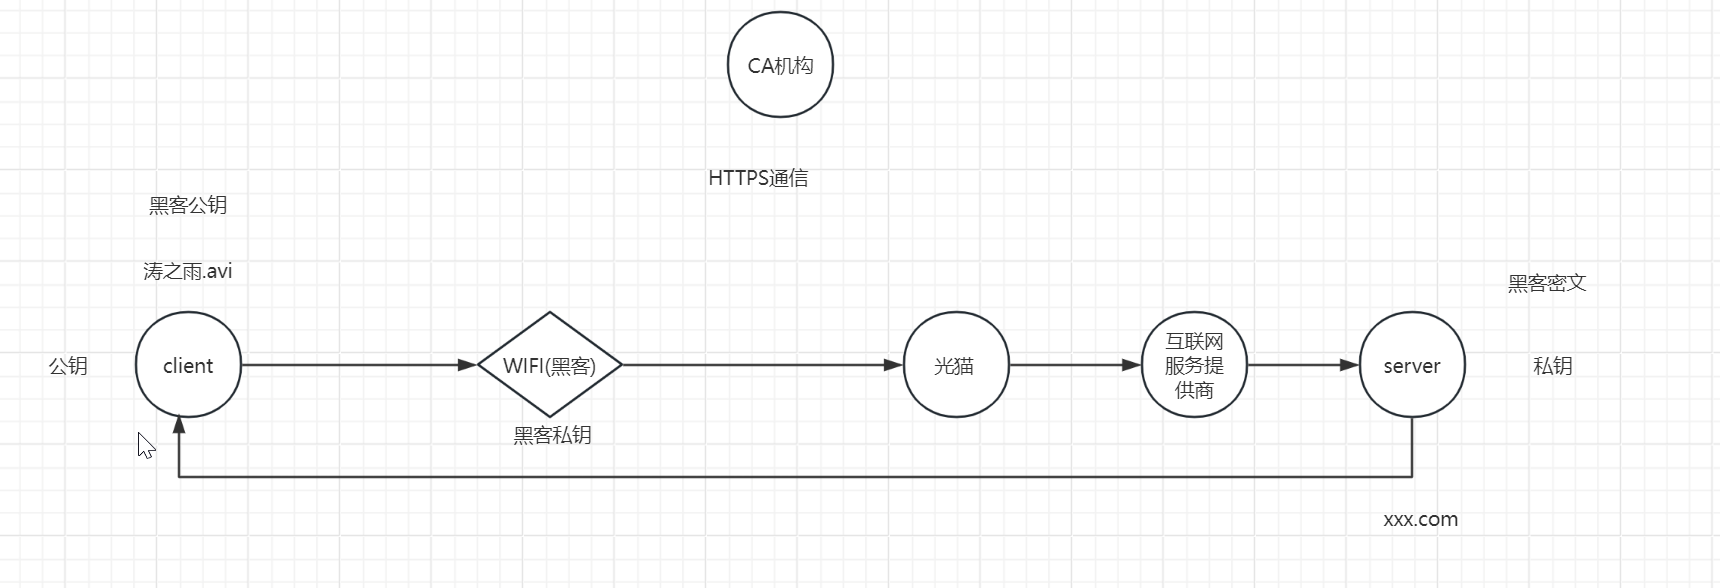 CA机构
HTTPS通信
黑客公钥
涛之雨.avi
黑客密文
公钥
client
WIFI(黑客)
光猫
互联网
服务提
供商
server
私钥
黑客私钥
xxx.com